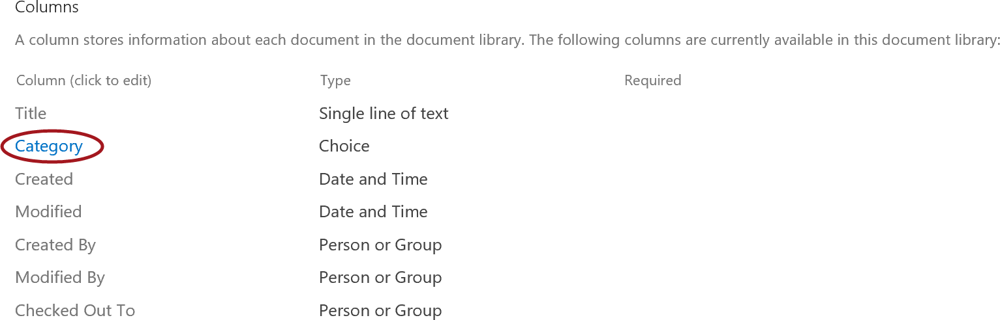 Columns
A column stores information about each document in the document library. The following columns are currently available in this document library:
Column (click to edit) Type Required
Title Single line of text
Category Choice
Created Date and Time
Modified Date and Time
Created By Person or Group
Modified By Person or Group
Checked Out To Person or Group